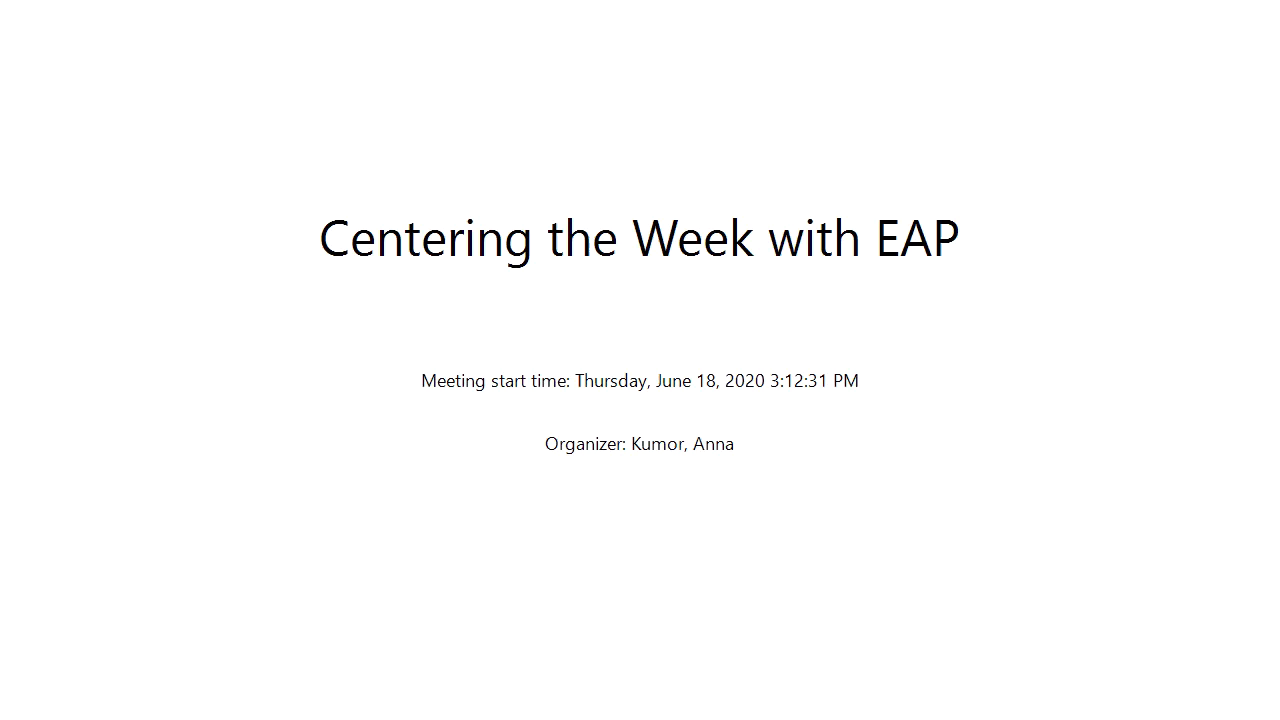 Centering the Week with EAP
Meeting start time: Thursday, June 18, 2020 3:12:31 PM
Organizer: Kumor, Anna